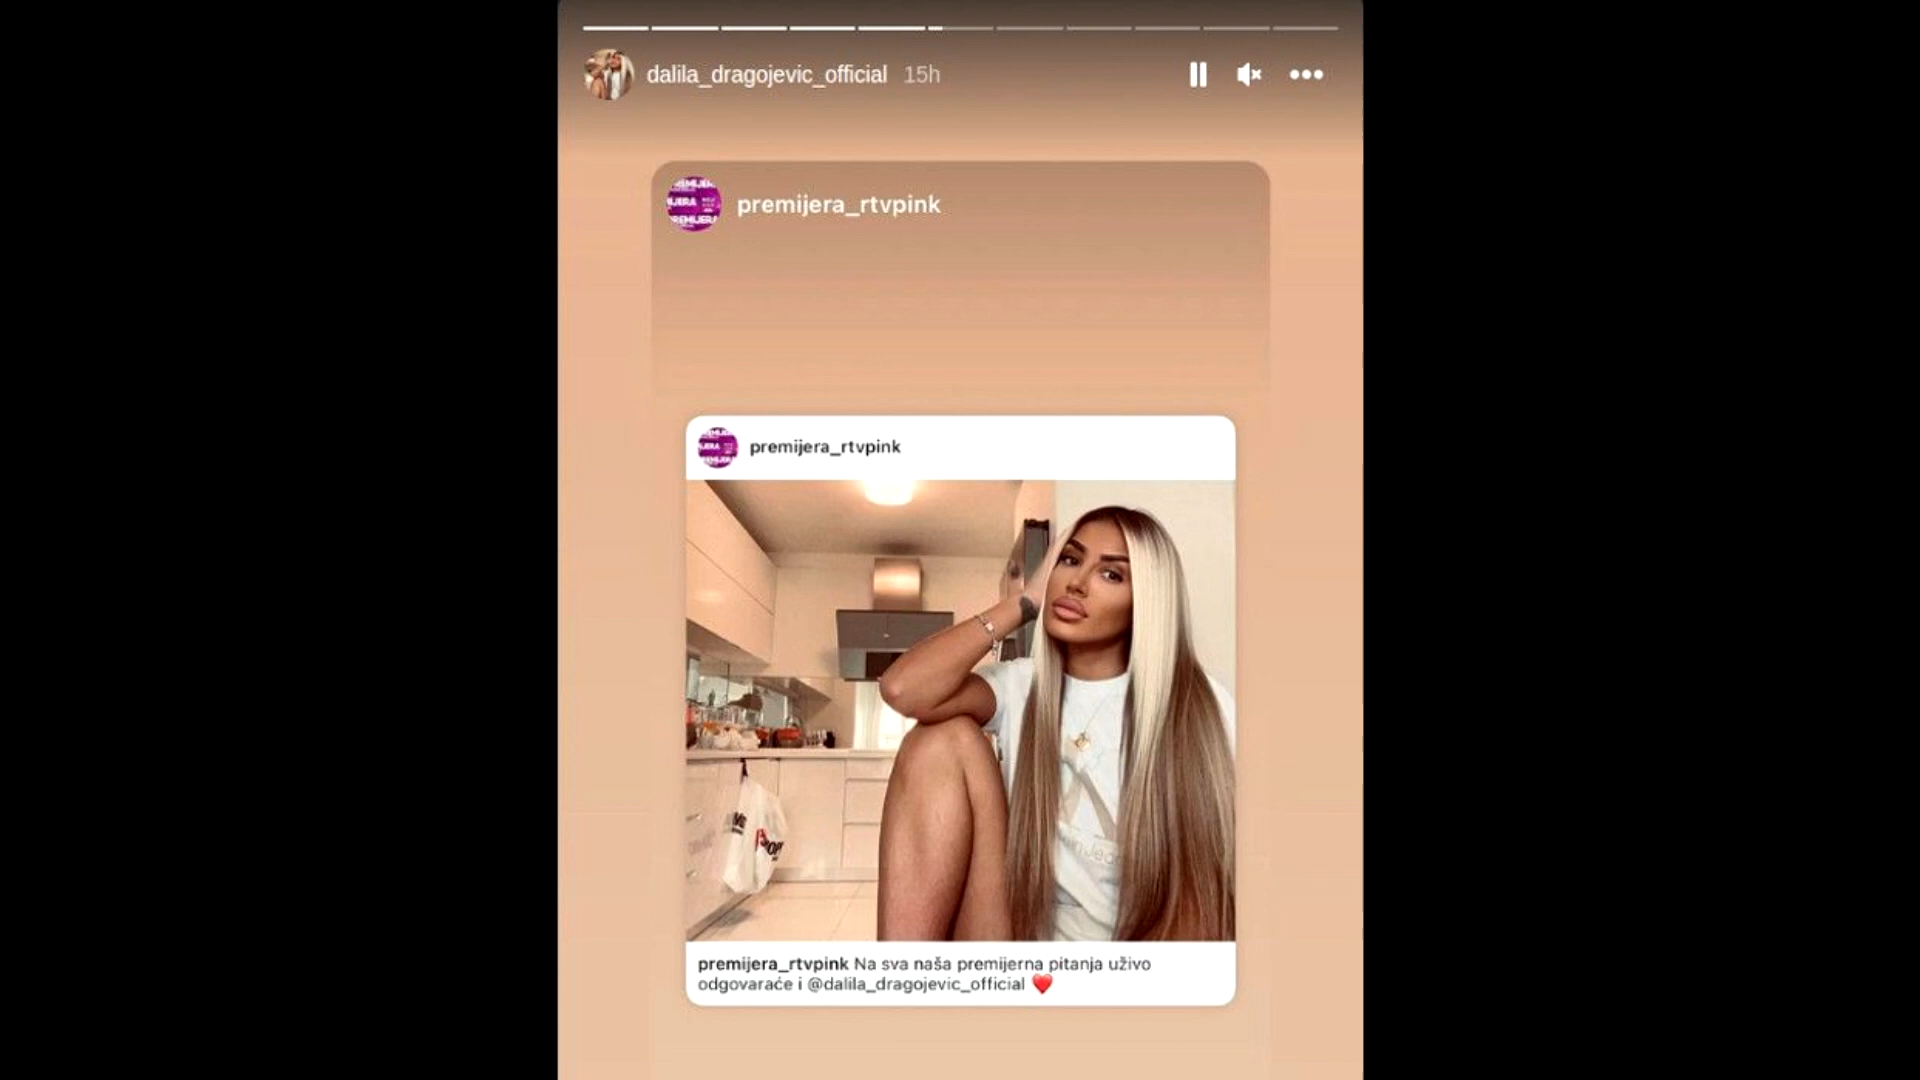 dalila_dragojevic_official 15h
premijera_rtvpink
premijera_rtvpink
premijera_rtvpink Na sva naša premijerna pitanja uživo
odgovaraće i @dalila_dragojevic_official ❤️